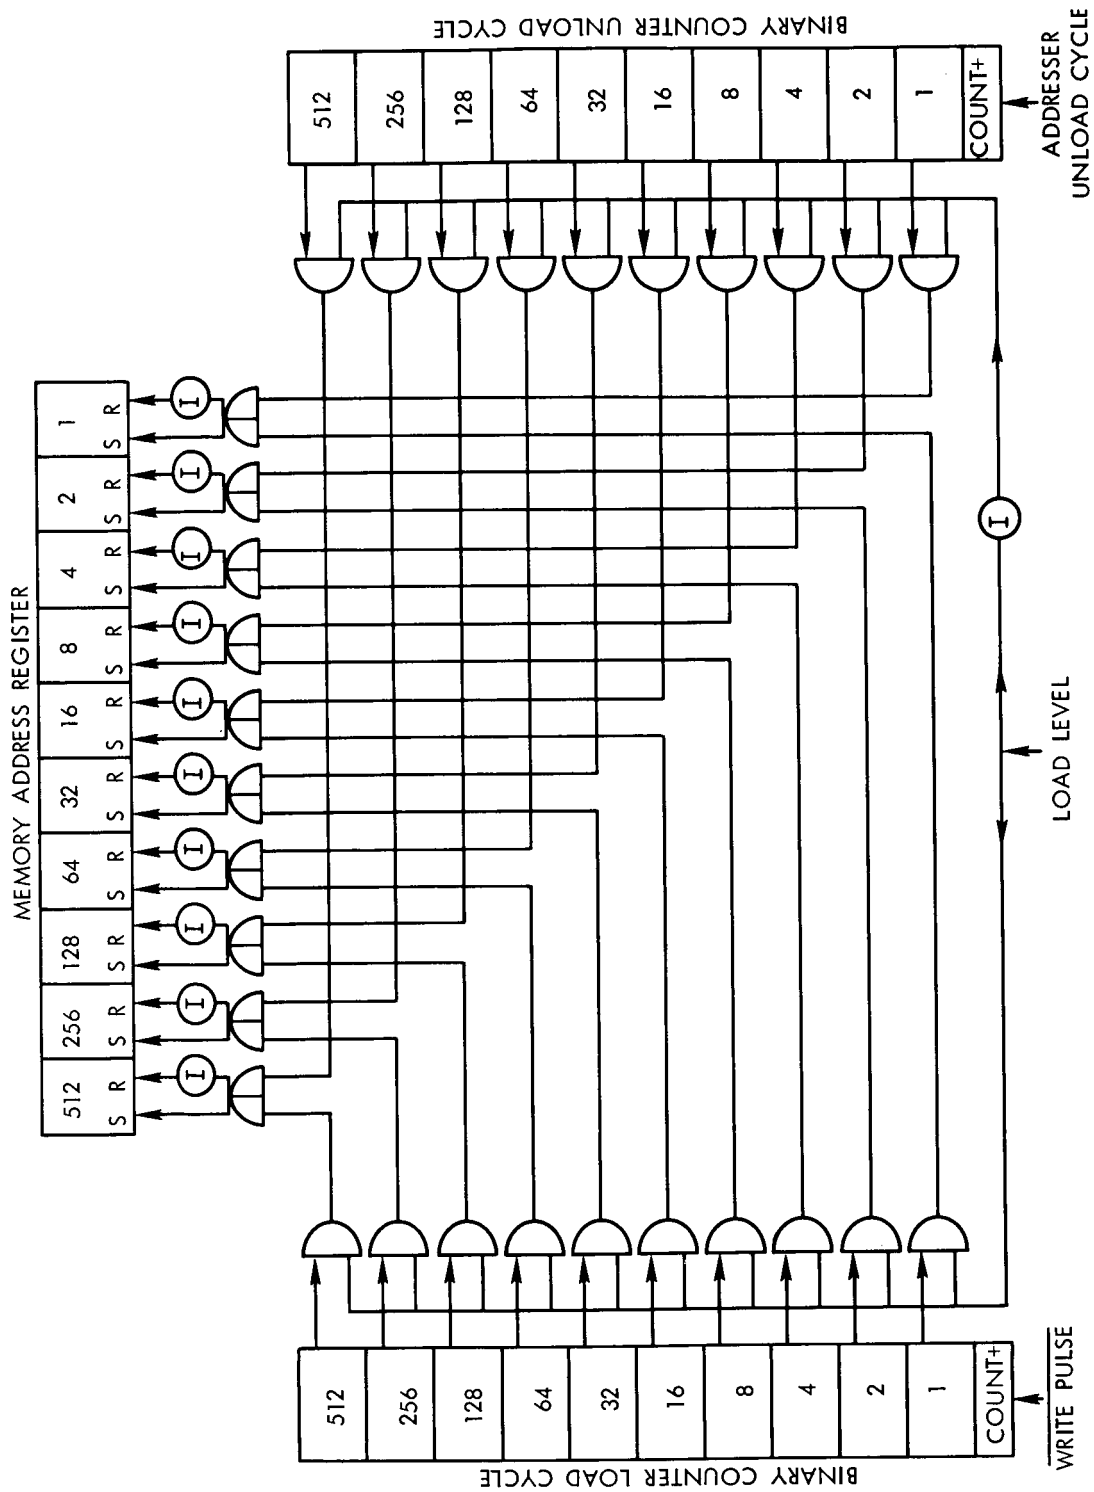 MEMORY ADDRESS REGISTER
512 256 128 64 32 16 8 4 2 1
S R S R S R S R S R S R S R S R S R S R
I I I I I I I I I I
BINARY COUNTER LOAD CYCLE
512
256
128
64
32
16
8
4
2
1
COUNT+
WRITE PULSE
BINARY COUNTER UNLOAD CYCLE
512
256
128
64
32
16
8
4
2
1
COUNT+
ADDRESSER
UNLOAD CYCLE
I
LOAD LEVEL